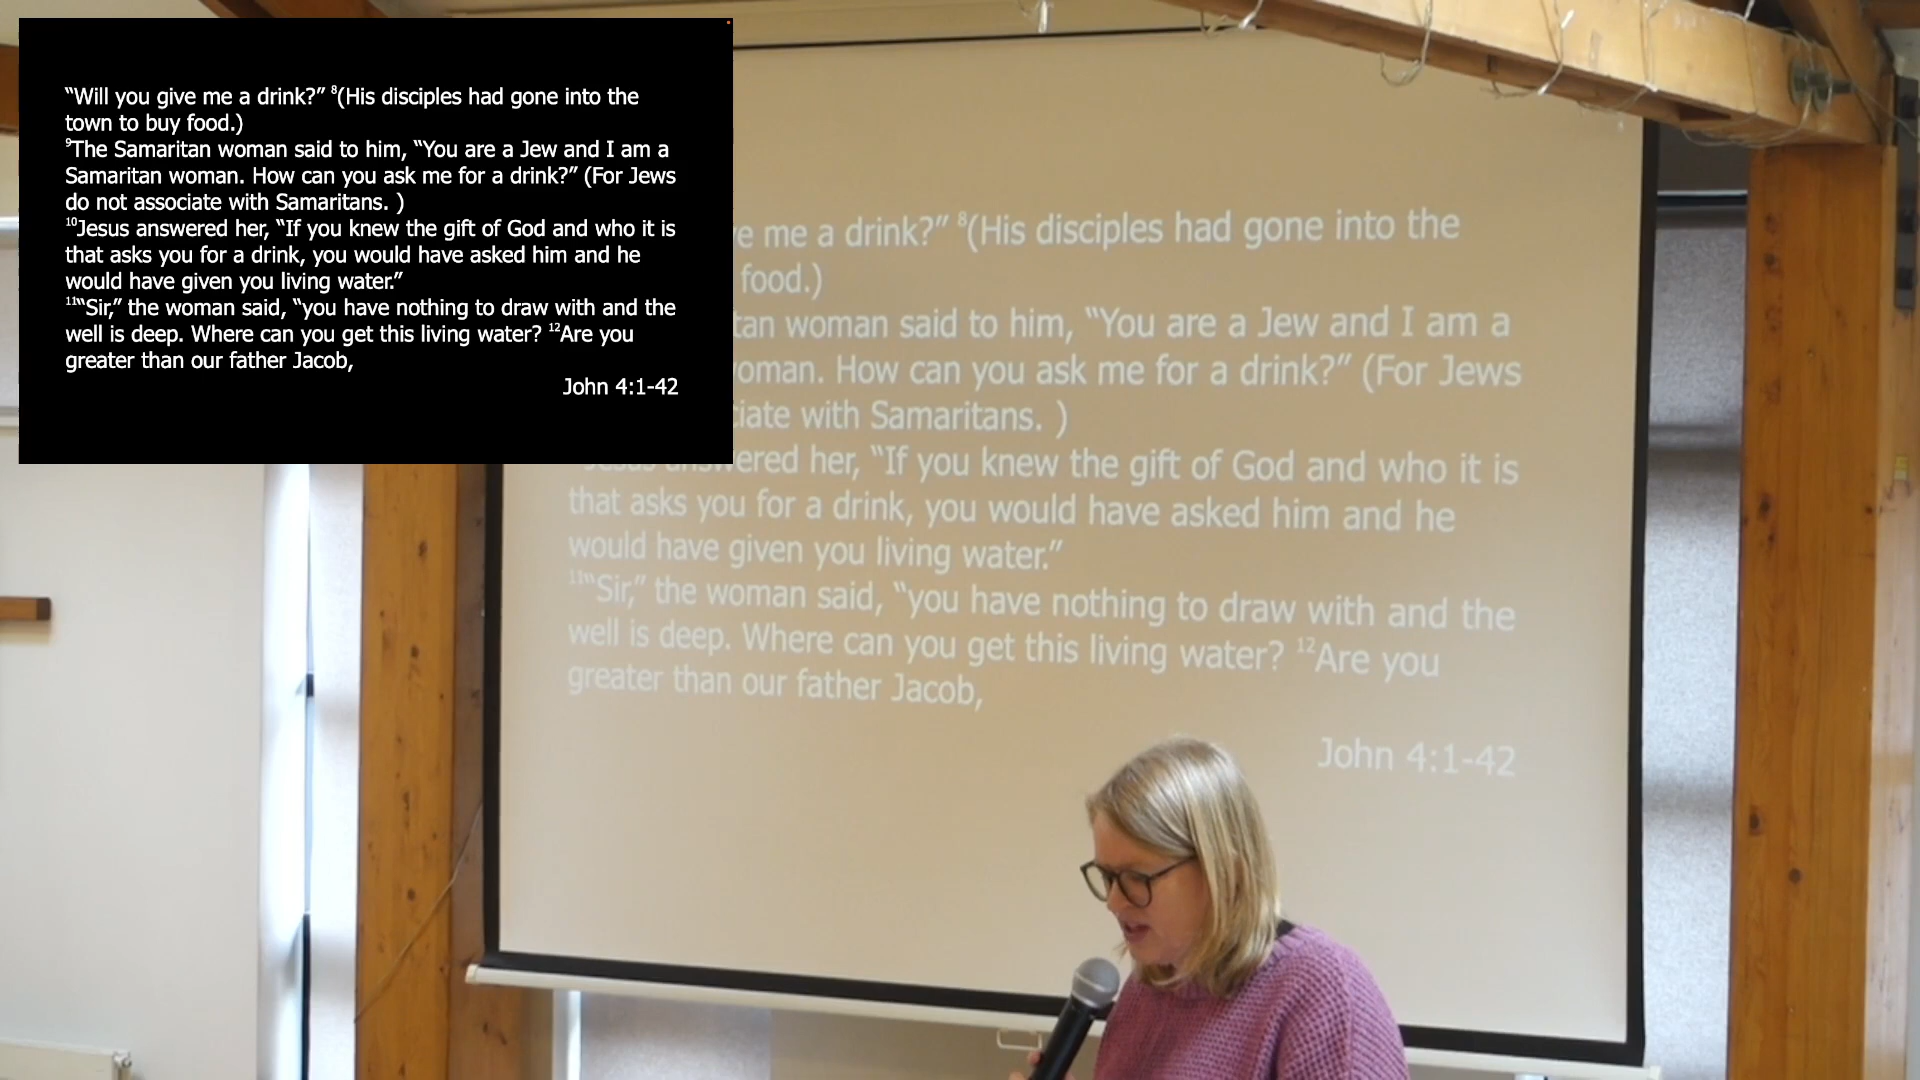 “Will you give me a drink?” ⁸(His disciples had gone into the
town to buy food.)
⁹The Samaritan woman said to him, “You are a Jew and I am a
Samaritan woman. How can you ask me for a drink?” (For Jews
do not associate with Samaritans. )
¹⁰Jesus answered her, “If you knew the gift of God and who it is
that asks you for a drink, you would have asked him and he
would have given you living water.”
¹¹“Sir,” the woman said, “you have nothing to draw with and the
well is deep. Where can you get this living water? ¹²Are you
greater than our father Jacob,
John 4:1-42
me a drink?” ⁸(His disciples had gone into the
food.)
woman said to him, “You are a Jew and I am a
How can you ask me for a drink?” (For Jews
with Samaritans. )
Jesus answered her, “If you knew the gift of God and who it is
that asks you for a drink, you would have asked him and he
would have given you living water.”
¹¹“Sir,” the woman said, “you have nothing to draw with and the
well is deep. Where can you get this living water? ¹²Are you
greater than our father Jacob,
John 4:1-42